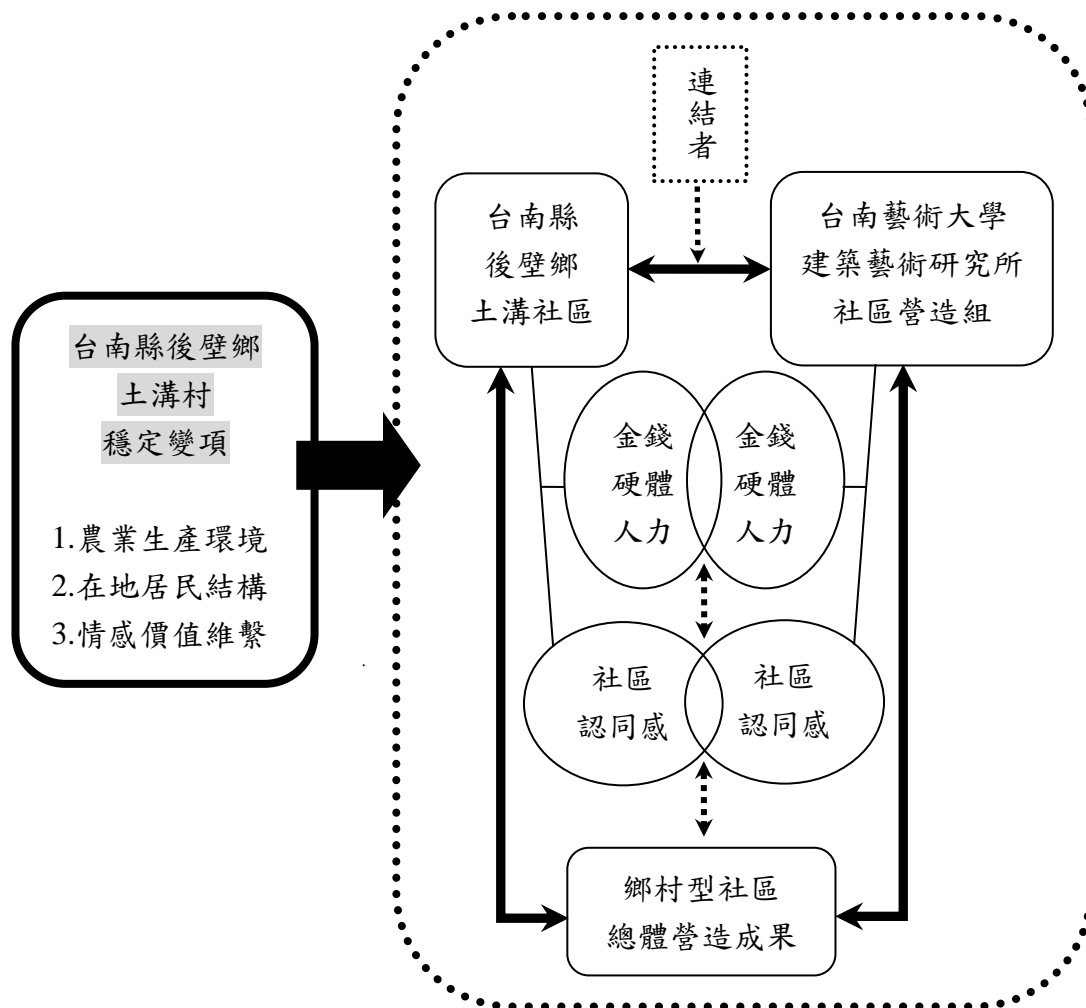 連結者
台南縣
後壁鄉
土溝社區
台南藝術大學
建築藝術研究所
社區營造組
台南縣後壁鄉
土溝村
穩定變項
1.農業生產環境
2.在地居民結構
3.情感價值維繫
金錢
硬體
人力
金錢
硬體
人力
社區
認同感
社區
認同感
鄉村型社區
總體營造成果